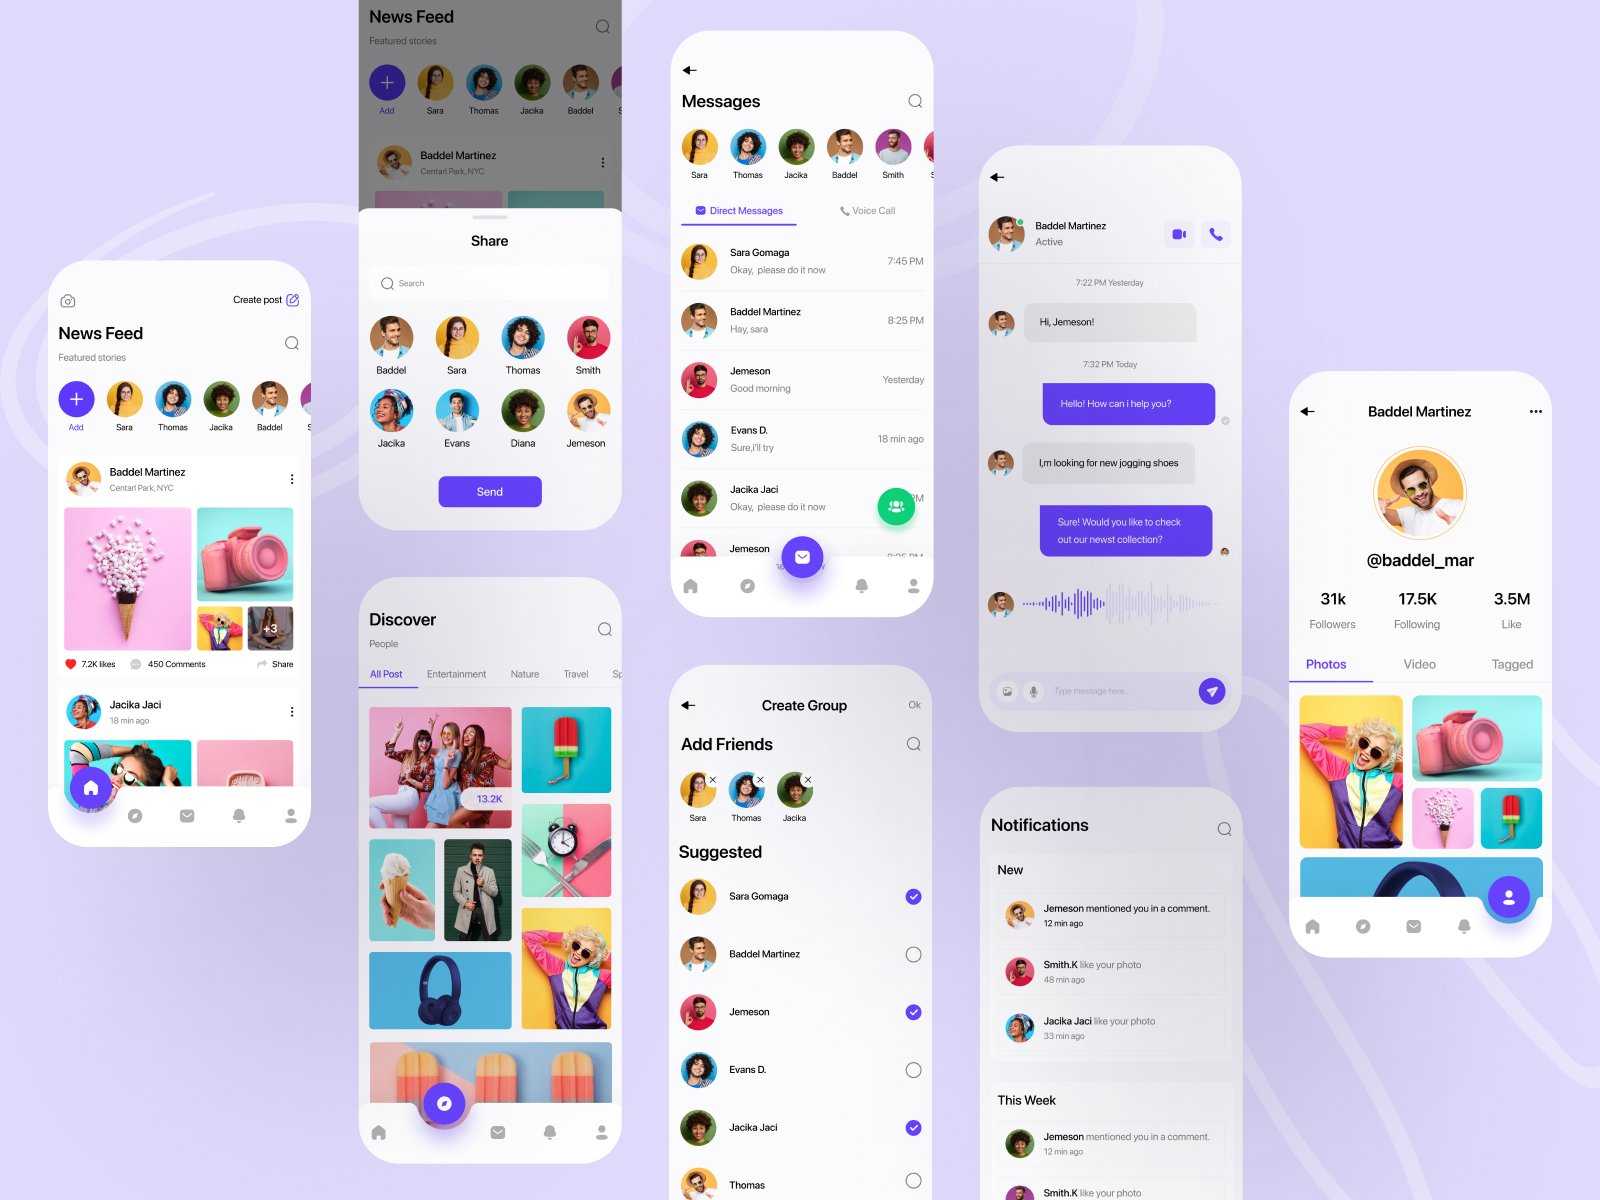 Create post
News Feed
Featured stories
Add
Sara
Thomas
Jacika
Baddel
S
Baddel Martinez
Centarl Park, NYC
+3
7.2K likes
450 Comments
Share
Jacika Jaci
18 min ago
News Feed
Featured stories
Add
Sara
Thomas
Jacika
Baddel
S
Baddel Martinez
Centarl Park, NYC
Share
Search
Baddel
Sara
Thomas
Smith
Jacika
Evans
Diana
Jemeson
Send
Discover
People
All Post
Entertainment
Nature
Travel
Sp
13.2K
Messages
Sara
Thomas
Jacika
Baddel
Smith
S
Direct Messages
Voice Call
Sara Gomaga
Okay, please do it now
7:45 PM
Baddel Martinez
Hay, sara
8:25 PM
Jemeson
Good morning
Yesterday
Evans D.
Sure,i'll try
18 min ago
Jacika Jaci
Okay, please do it now
PM
Jemeson
Create Group
Ok
Add Friends
Sara
Thomas
Jacika
Suggested
Sara Gomaga
Baddel Martinez
Jemeson
Evans D.
Jacika Jaci
Thomas
Baddel Martinez
Active
7:22 PM Yesterday
Hi, Jemeson!
7:32 PM Today
Hello! How can i help you?
I,m looking for new jogging shoes
Sure! Would you like to check
out our newst collection?
Type message here..
Notifications
New
Jemeson mentioned you in a comment.
12 min ago
Smith.K like your photo
48 min ago
Jacika Jaci like your photo
33 min ago
This Week
Jemeson mentioned you in a comment.
12 min ago
Smith.K like your photo
Baddel Martinez
@baddel_mar
31k
Followers
17.5K
Following
3.5M
Like
Photos
Video
Tagged